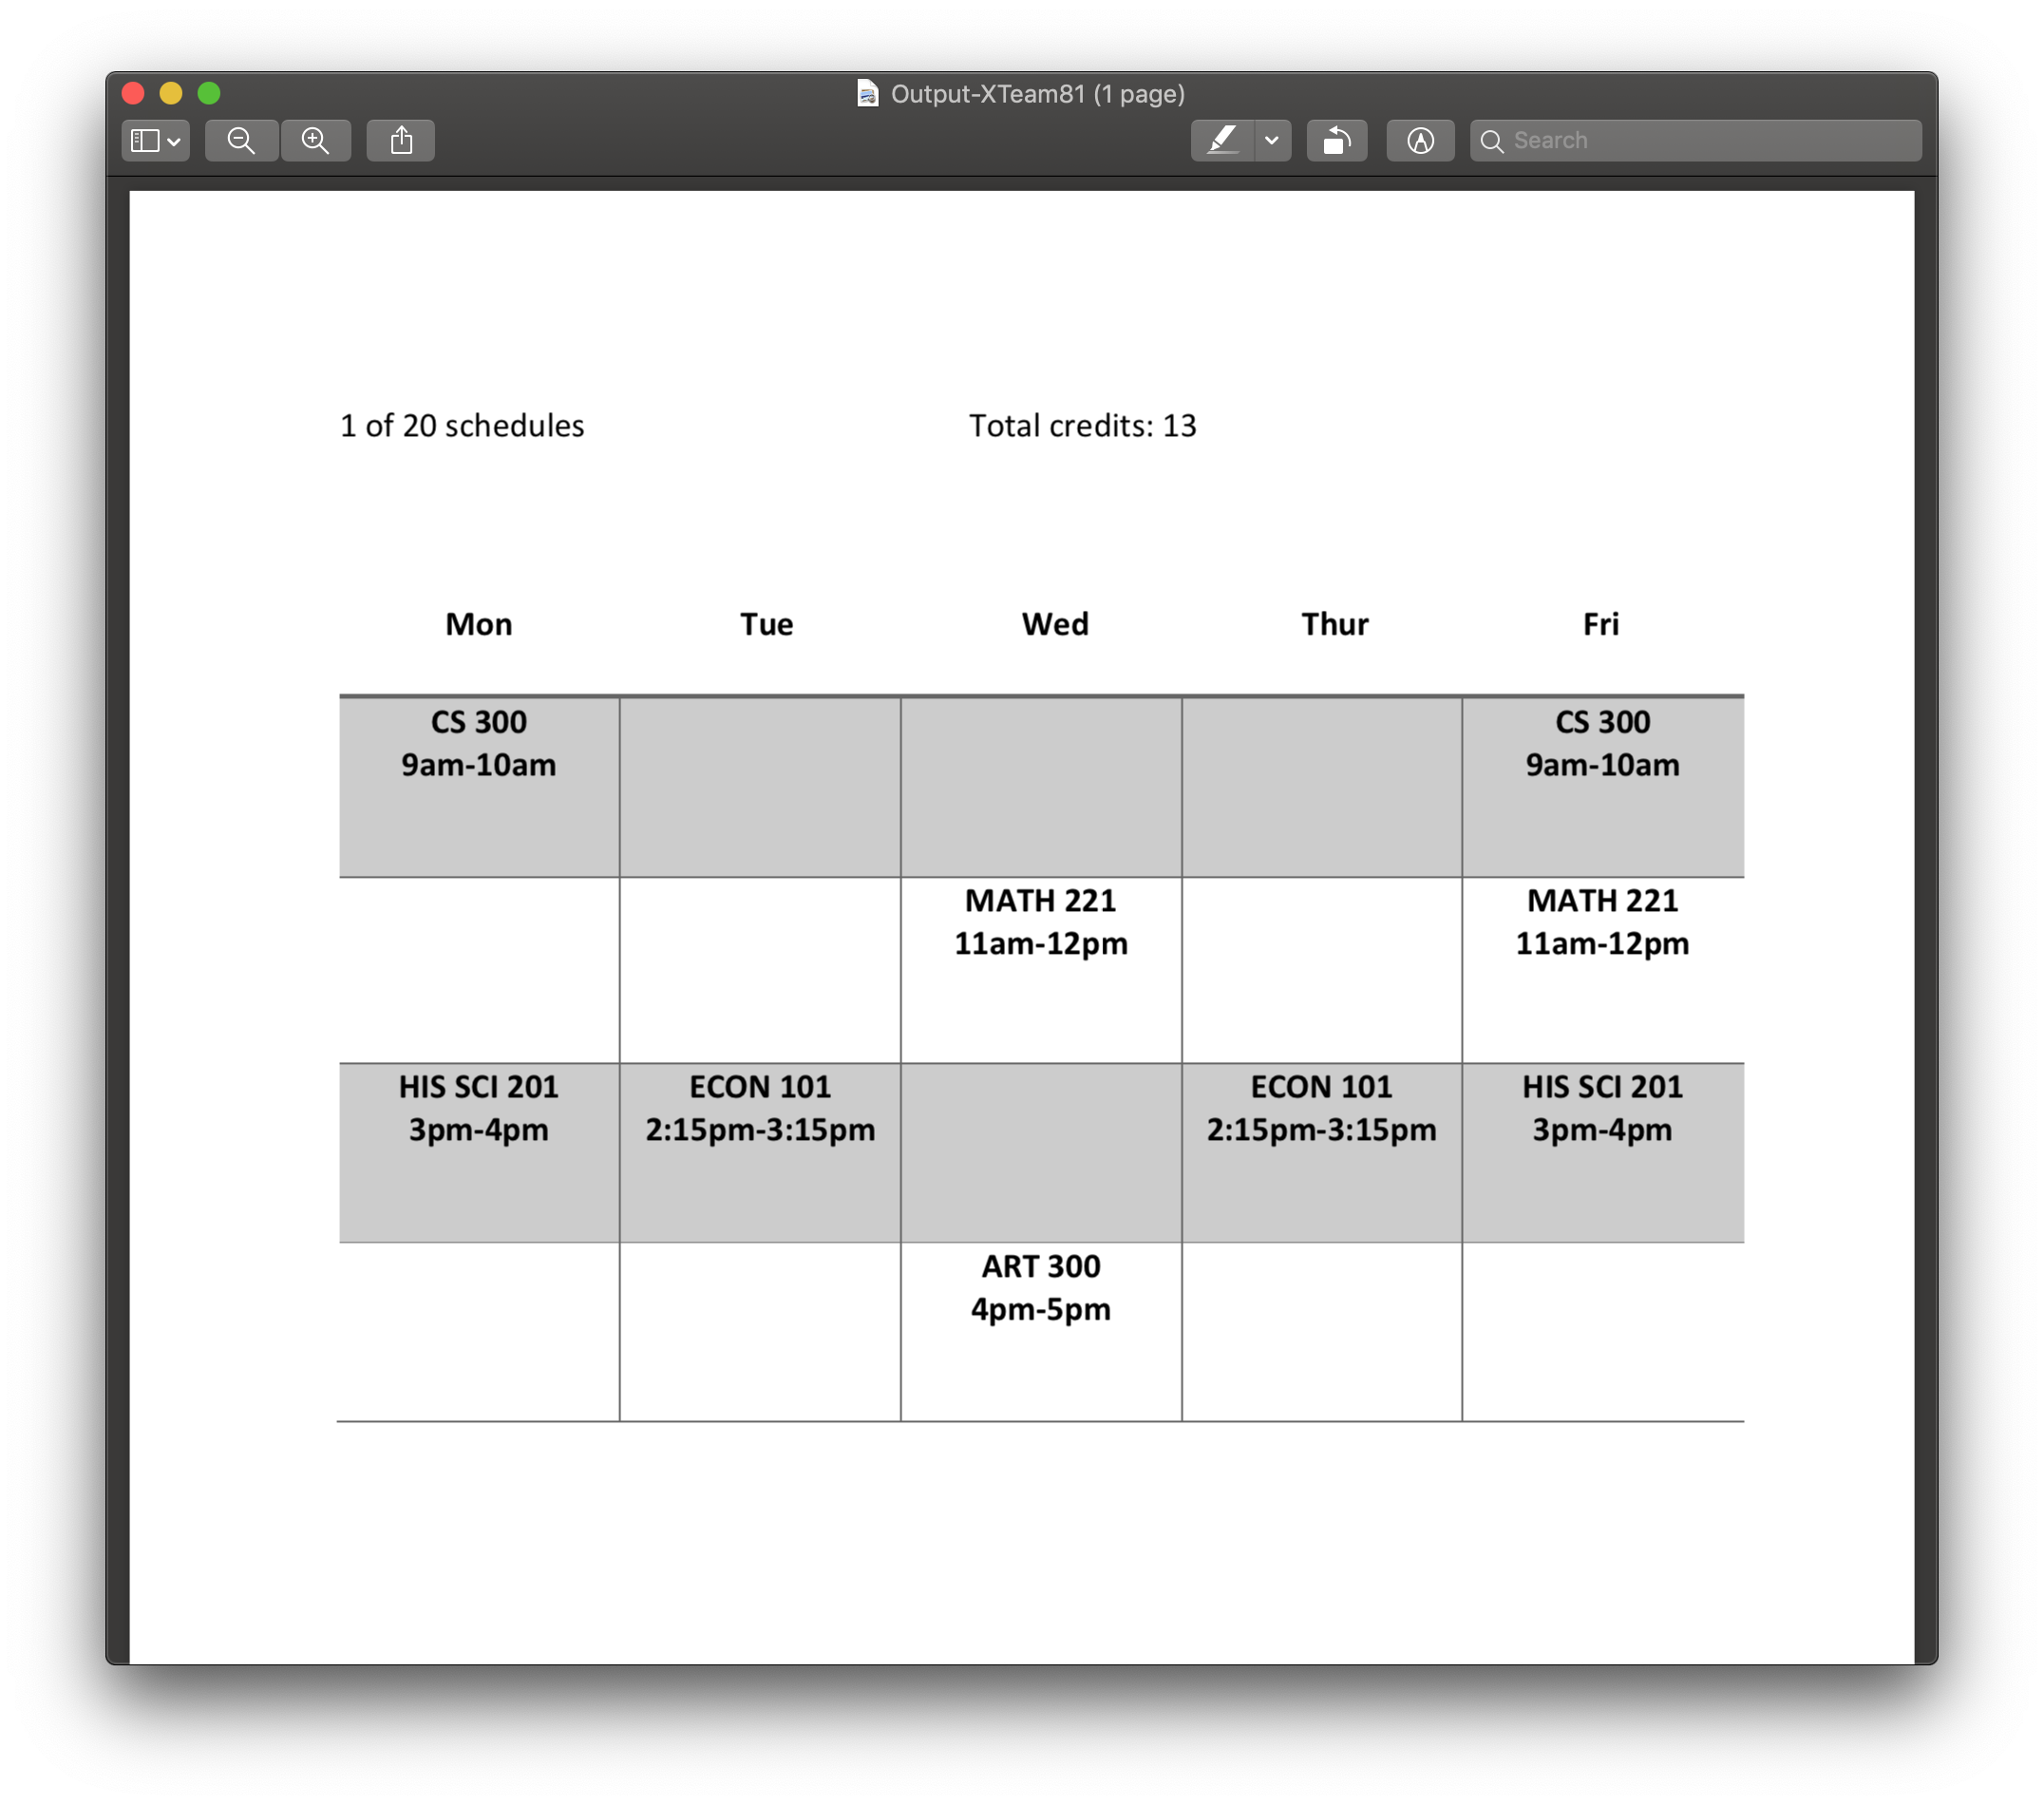 Output-XTeam81 (1 page)
Search
1 of 20 schedules Total credits: 13
Mon Tue Wed Thur Fri
CS 300 CS 300
9am-10am 9am-10am
MATH 221 MATH 221
11am-12pm 11am-12pm
HIS SCI 201 ECON 101 ECON 101 HIS SCI 201
3pm-4pm 2:15pm-3:15pm 2:15pm-3:15pm 3pm-4pm
ART 300
4pm-5pm